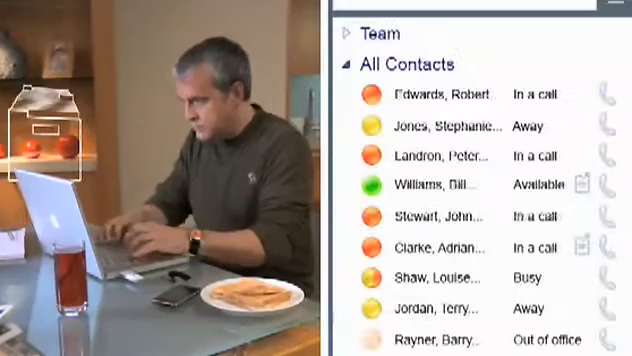 Team
All Contacts
Edwards, Robert In a call
Jones, Stephanie... Away
Landron, Peter... In a call
Williams, Bill... Available
Stewart, John... In a call
Clarke, Adrian... In a call
Shaw, Louise... Busy
Jordan, Terry... Away
Rayner, Barry... Out of office